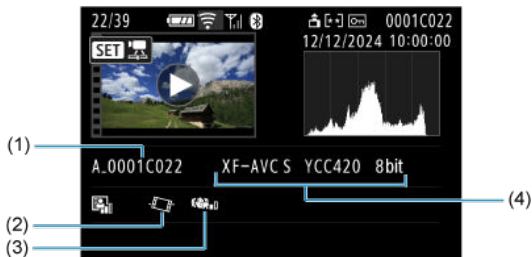 22/39 0001C022
12/12/2024 10:00:00
SET
(1)
A_0001C022 XF-AVC S YCC420 8bit
(4)
(2)
(3)